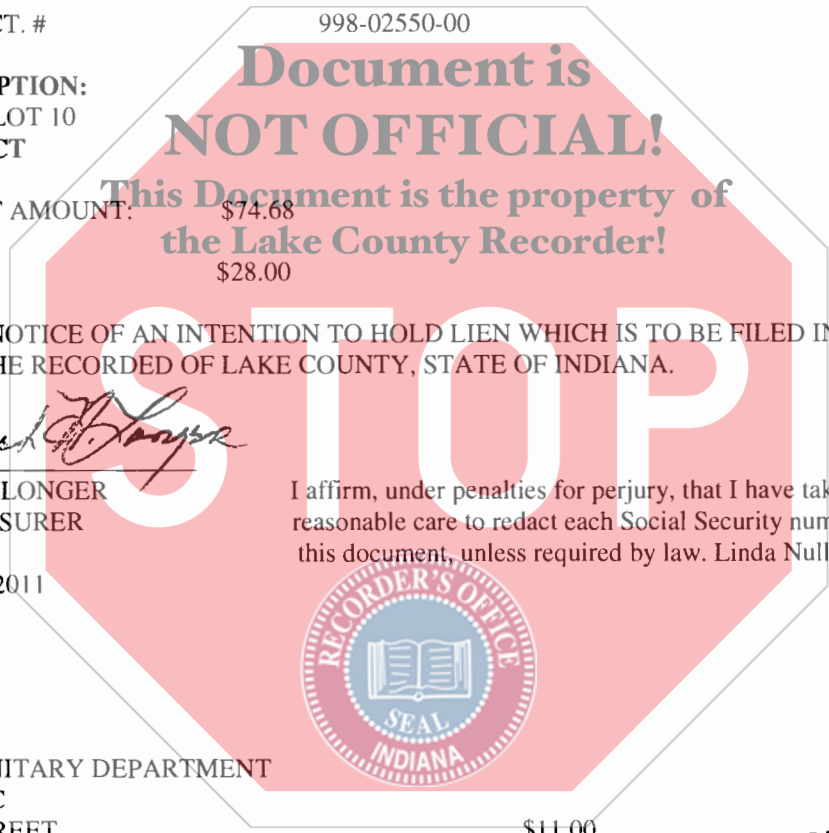 CT. # 998-02550-00
Document is
PTION:
LOT 10
NOT OFFICIAL!
CT
This Document is the property of
T AMOUNT: $74.68
the Lake County Recorder!
$28.00
NOTICE OF AN INTENTION TO HOLD LIEN WHICH IS TO BE FILED IN
HE RECORDED OF LAKE COUNTY, STATE OF INDIANA.
STOP
LONGER
SURER
2011
I affirm, under penalties for perjury, that I have tak
reasonable care to redact each Social Security num
this document, unless required by law. Linda Null
RECORDER'S OFFICE
SEAL
INDIANA
NITARY DEPARTMENT
C
REET
$11.00